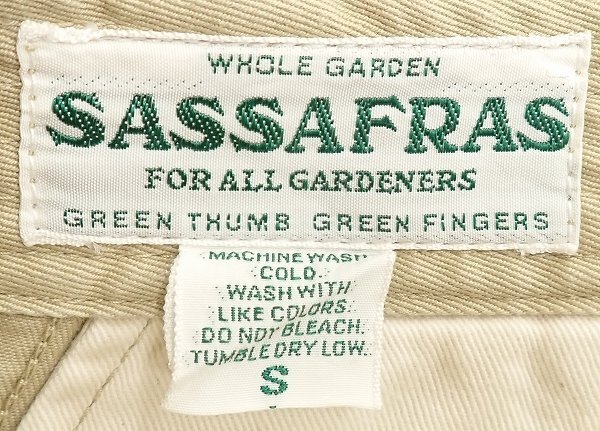 WHOLE GARDEN
SASSAFRAS
FOR ALL GARDENERS
GREEN THUMB GREEN FINGERS
MACHINE WASH
COLD.
WASH WITH
LIKE COLORS.
DO NOT BLEACH.
TUMBLE DRY LOW.
S